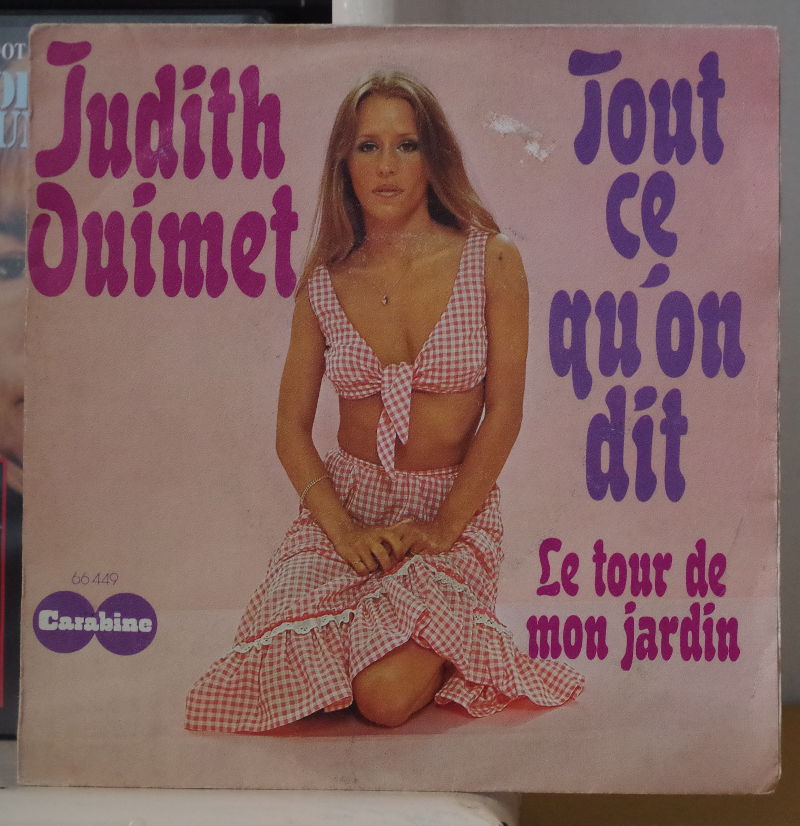 Judith
Ouimet
Tout
ce
qu'on
dit
Le tour de
mon jardin
66 449
Carabine